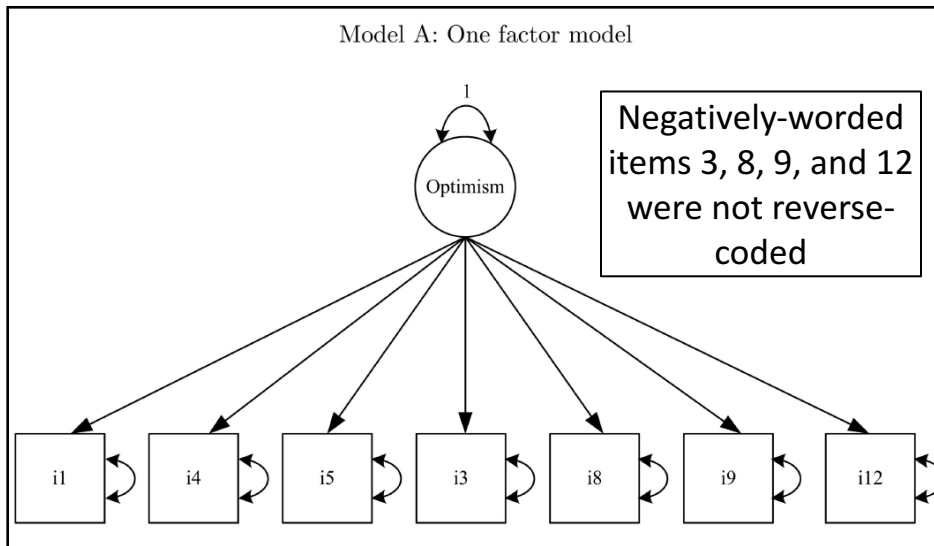 Model A: One factor model
1
Negatively-worded
items 3, 8, 9, and 12
were not reverse-
coded
Optimism
i1 i4 i5 i3 i8 i9 i12